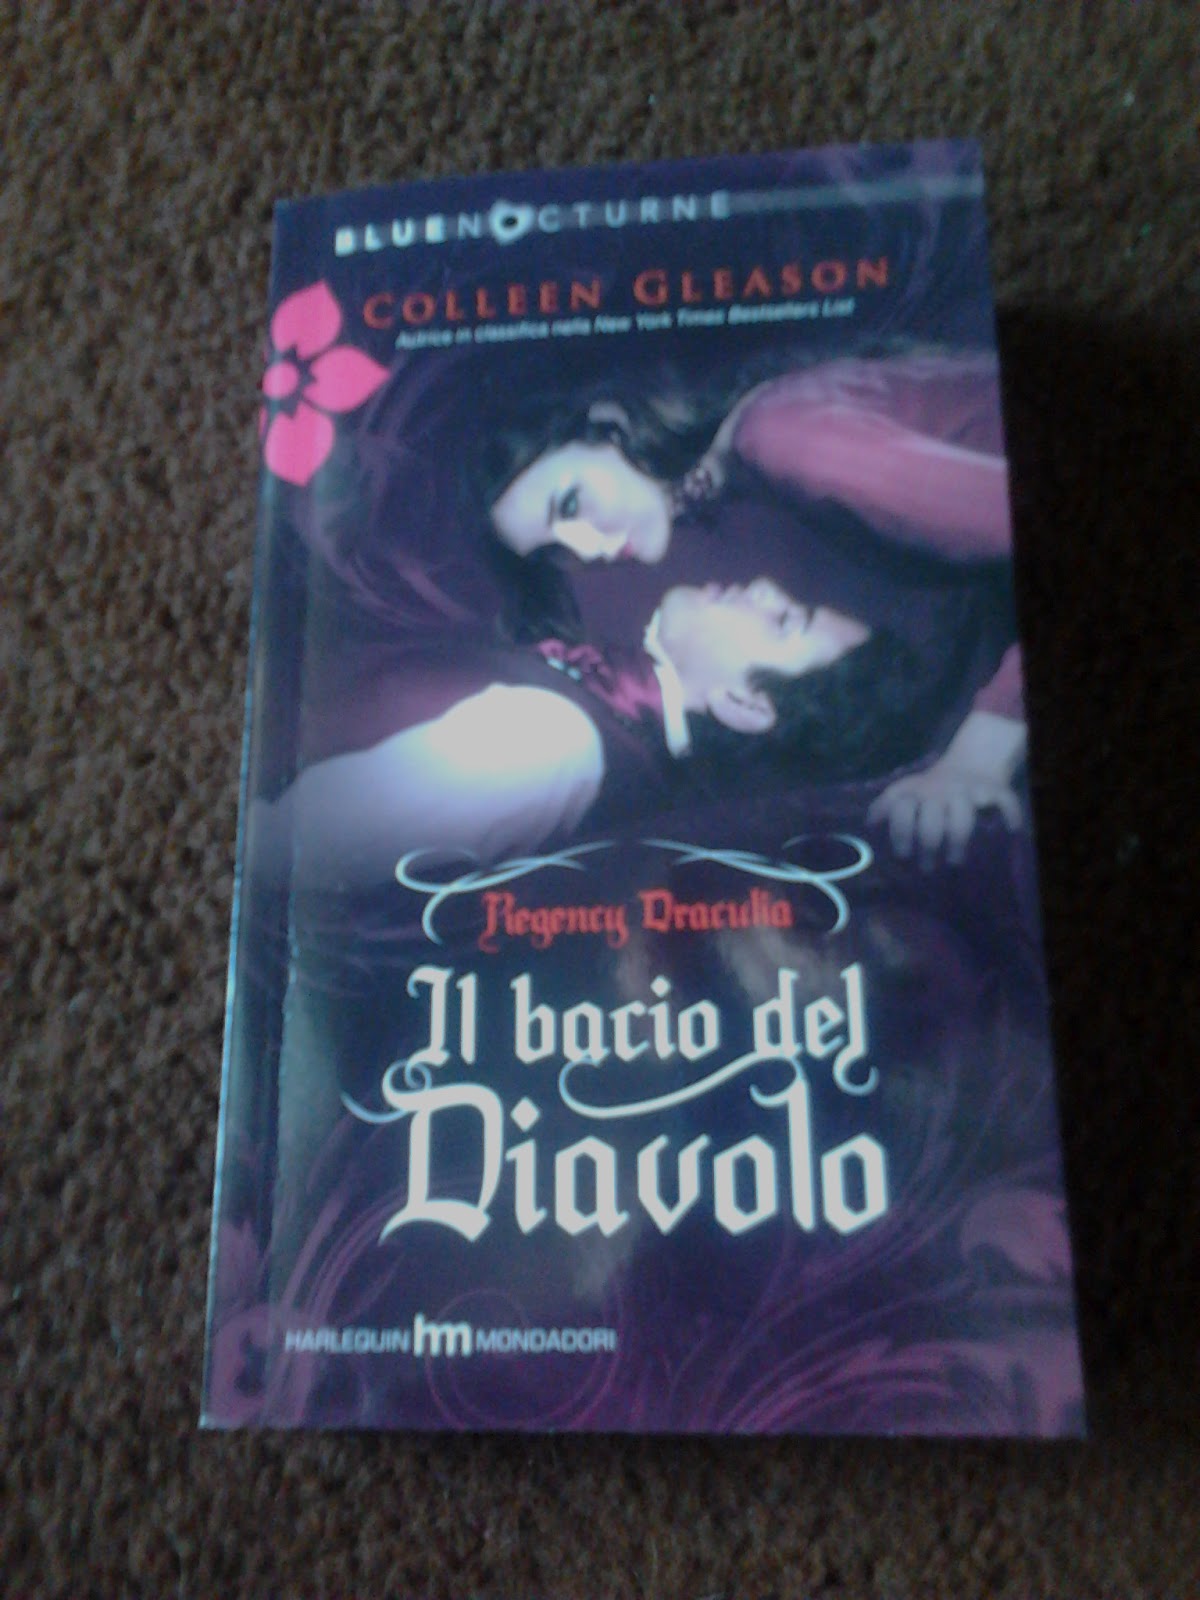 BLUENOCTURNE
COLLEEN GLEASON
Autrice in classifica nella New York Times Bestsellers List
Regency Draculia
Il bacio del
Diavolo
HARLEQUIN hm MONDADORI